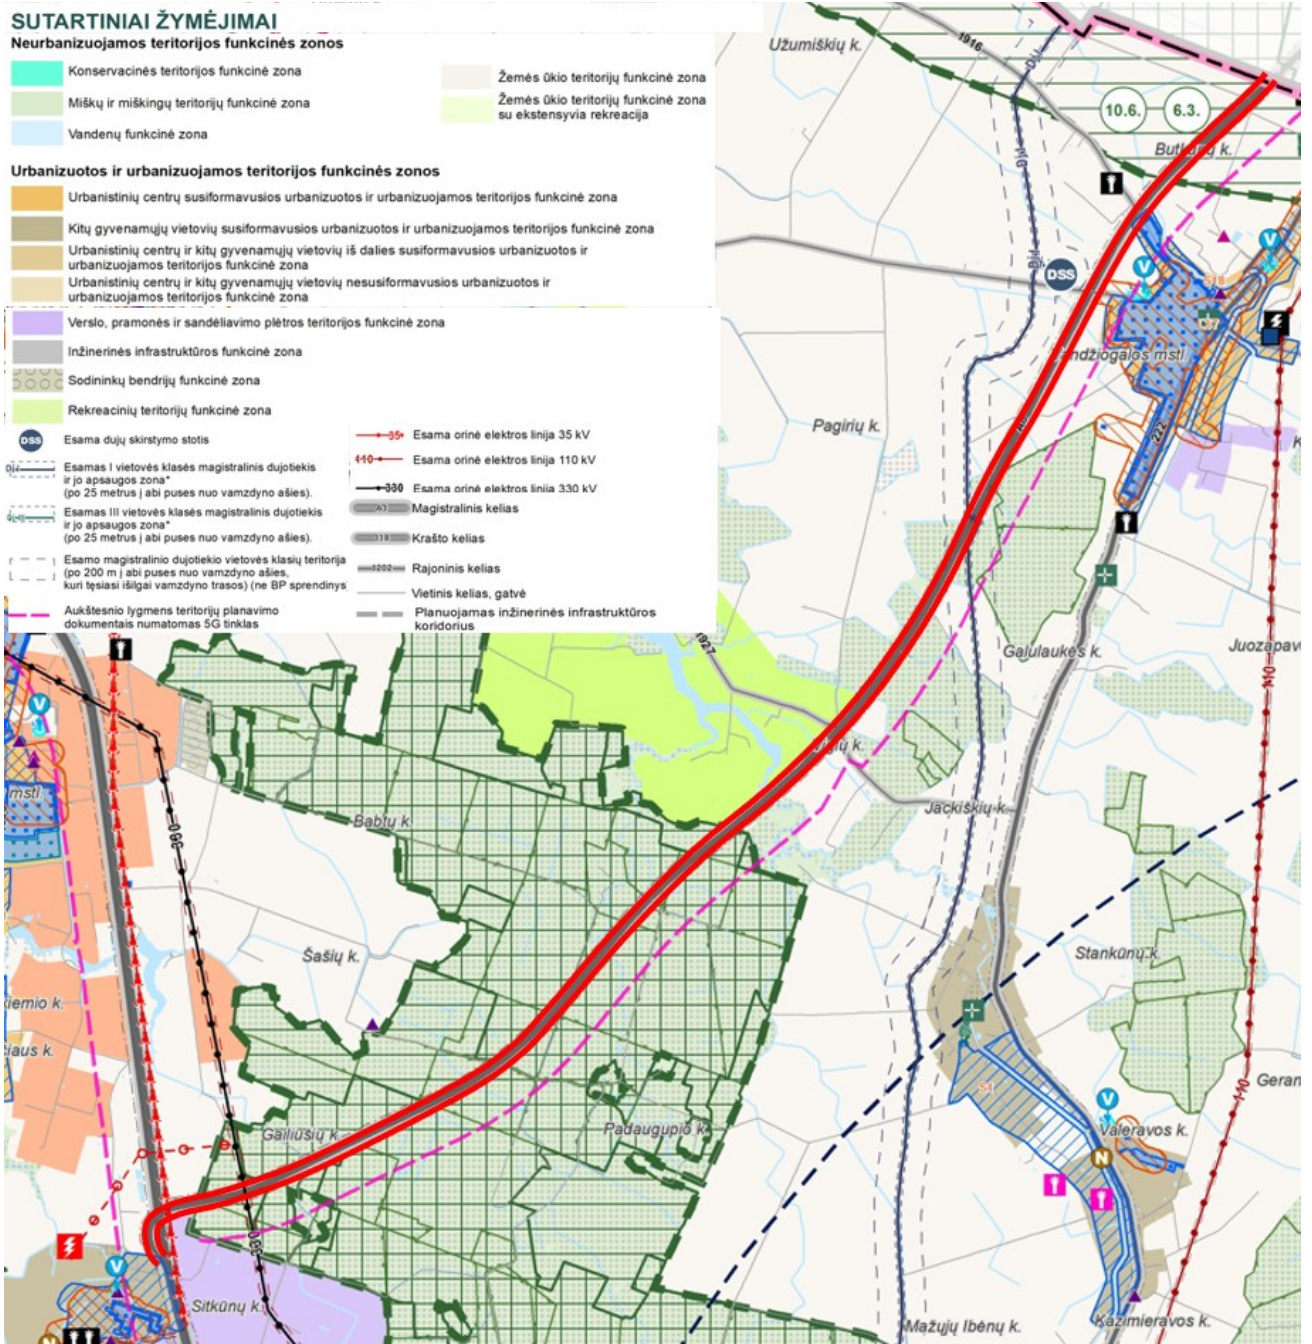 SUTARTINIAI ŽYMĖJIMAI
Neurbanizuojamos teritorijos funkcinės zonos
Konservacinės teritorijos funkcinė zona
Miškų ir miškingų teritorijų funkcinė zona
Vandenų funkcinė zona
Žemės ūkio teritorijų funkcinė zona
Žemės ūkio teritorijų funkcinė zona
su ekstensyvia rekreacija
Urbanizuotos ir urbanizuojamos teritorijos funkcinės zonos
Urbanistinių centrų susiformavusios urbanizuotos ir urbanizuojamos teritorijos funkcinė zona
Kitų gyvenamųjų vietovių susiformavusios urbanizuotos ir urbanizuojamos teritorijos funkcinė zona
Urbanistinių centrų ir kitų gyvenamųjų vietovių iš dalies susiformavusios urbanizuotos ir
urbanizuojamos teritorijos funkcinė zona
Urbanistinių centrų ir kitų gyvenamųjų vietovių nesusiformavusios urbanizuotos ir
urbanizuojamos teritorijos funkcinė zona
Verslo, pramonės ir sandėliavimo plėtros teritorijos funkcinė zona
Inžinerinės infrastruktūros funkcinė zona
Sodininkų bendrijų funkcinė zona
Rekreacinių teritorijų funkcinė zona
DSS Esama dujų skirstymo stotis
Esamas I vietovės klasės magistralinis dujotiekis
ir jo apsaugos zona*
(po 25 metrus į abi puses nuo vamzdyno ašies).
Esamas III vietovės klasės magistralinis dujotiekis
ir jo apsaugos zona*
(po 25 metrus į abi puses nuo vamzdyno ašies).
Esamo magistralinio dujotiekio vietovės klasių teritorija
(po 200 m į abi puses nuo vamzdyno ašies,
kuri tęsiasi išilgai vamzdyno trasos) (ne BP sprendinys
Aukštesnio lygmens teritorijų planavimo
dokumentais numatomas 5G tinklas
35 Esama orinė elektros linija 35 kV
110 Esama orinė elektros linija 110 kV
330 Esama orinė elektros linija 330 kV
A1 Magistralinis kelias
Krašto kelias
Rajoninis kelias
Vietinis kelias, gatvė
Planuojamas inžinerinės infrastruktūros
koridorius
Užumiškių k.
1916
10.6.
6.3.
DSS
V
V
S18
222
Pagirių k.
Galulaukės k.
1927
110
Jackiškių k.
V
mstl.
Babtų k.
330
Šašių k.
Stankūnų k.
S1
110
V
Valeravos k.
N
Gailiušių k.
Padaugupio k.
330
V
Sitkūnų k.
Mažųjų Ibėnų k.
Kazimieravos k.